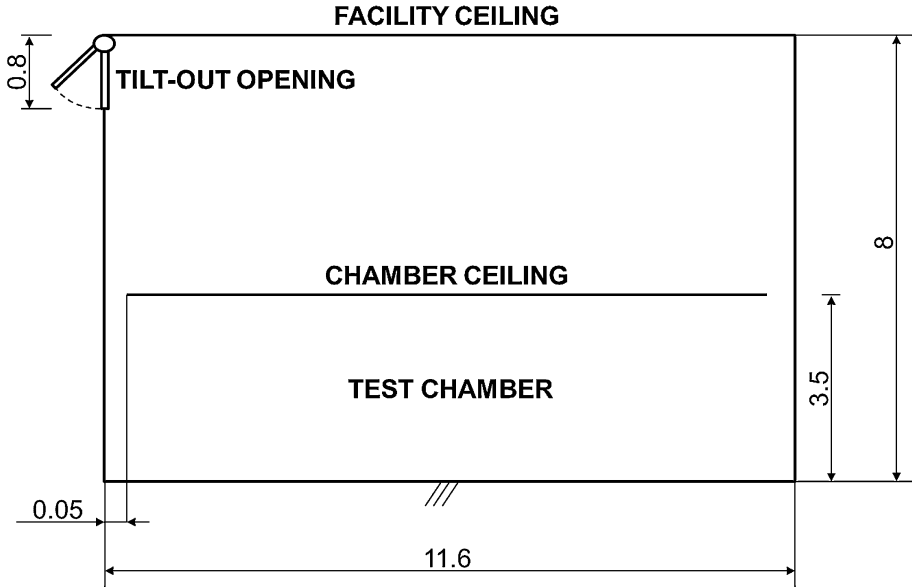 FACILITY CEILING
0.8
TILT-OUT OPENING
8
CHAMBER CEILING
3.5
TEST CHAMBER
0.05
11.6